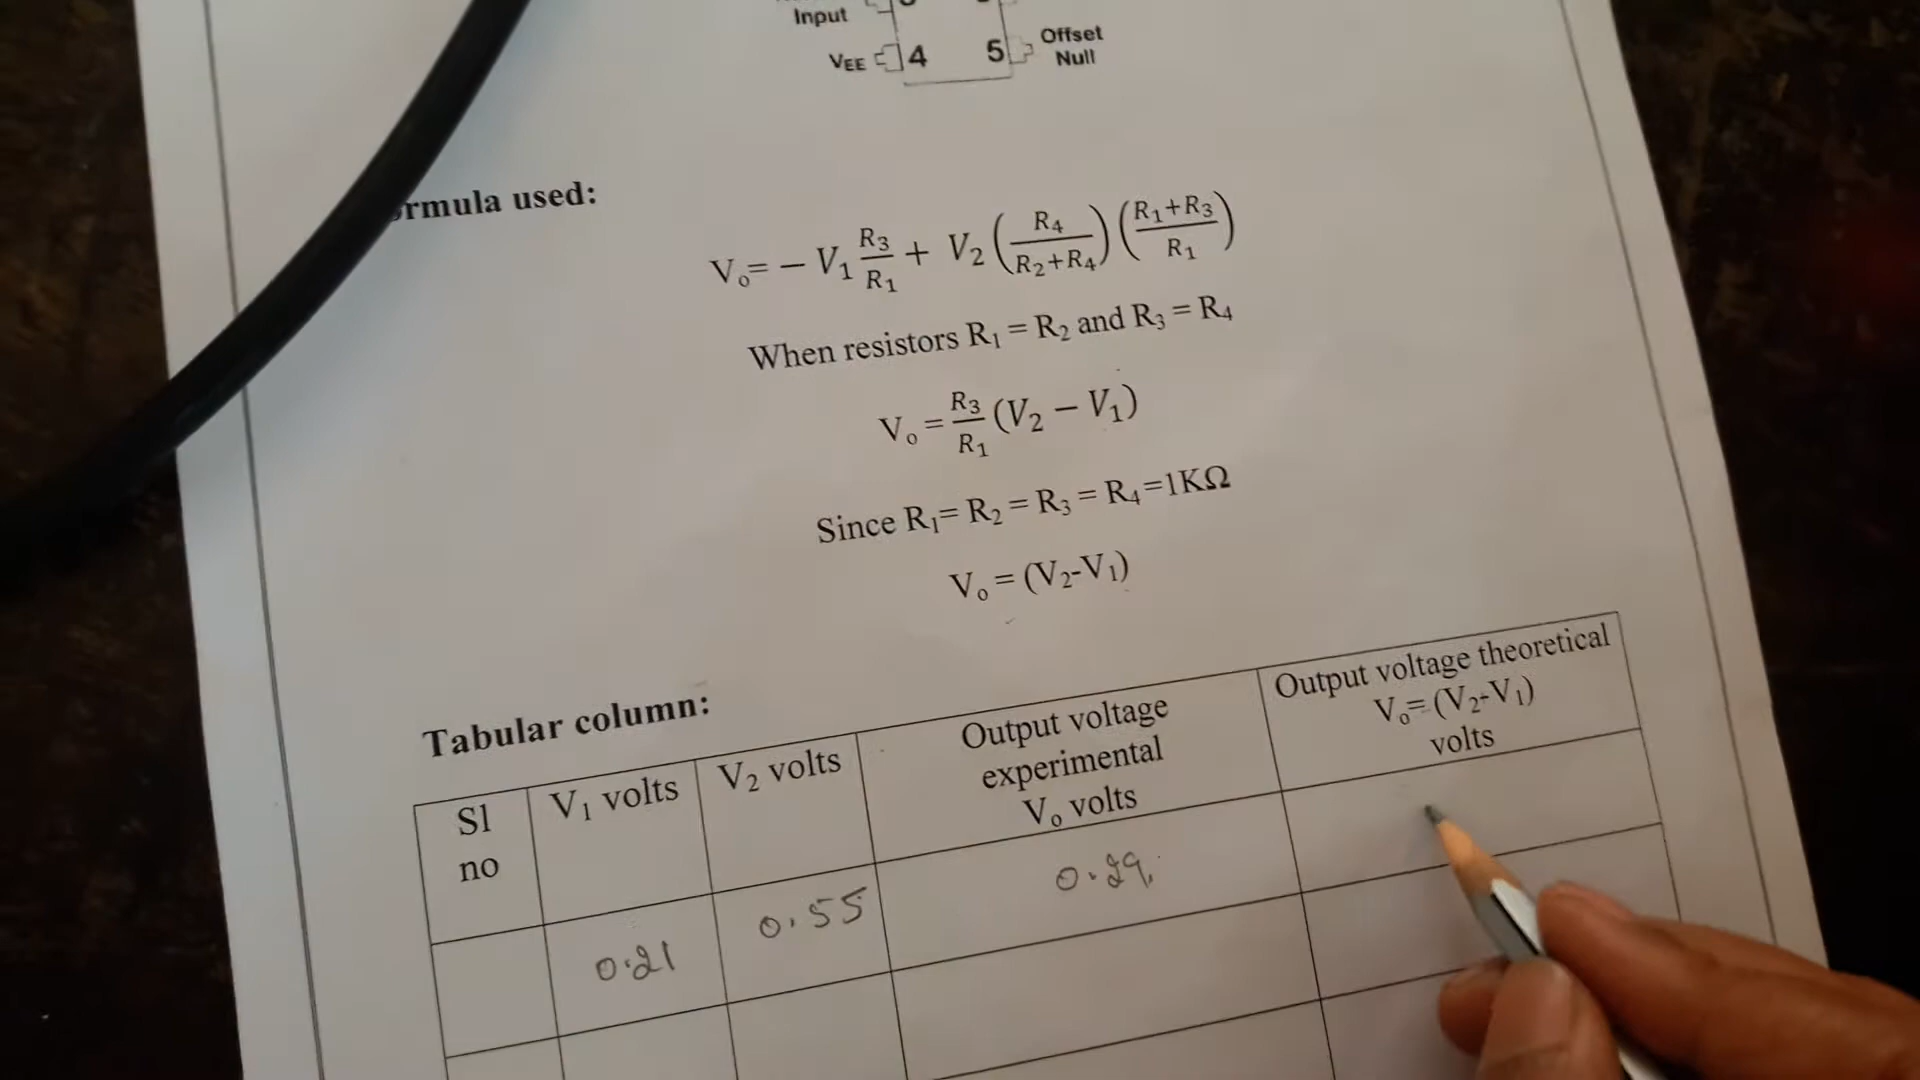 Input
VEE 4 5 Offset Null
rmula used:
V₀= − V₁ R₃/R₁ + V₂ (R₄/(R₂+R₄)) ((R₁+R₃)/R₁)
When resistors R₁ = R₂ and R₃ = R₄
V₀ = R₃/R₁ (V₂ − V₁)
Since R₁= R₂ = R₃ = R₄=1KΩ
V₀ = (V₂-V₁)
Tabular column:
Sl no
V₁ volts
V₂ volts
Output voltage
experimental
V₀ volts
Output voltage theoretical
V₀= (V₂-V₁)
volts
0.21
0.55
0.29